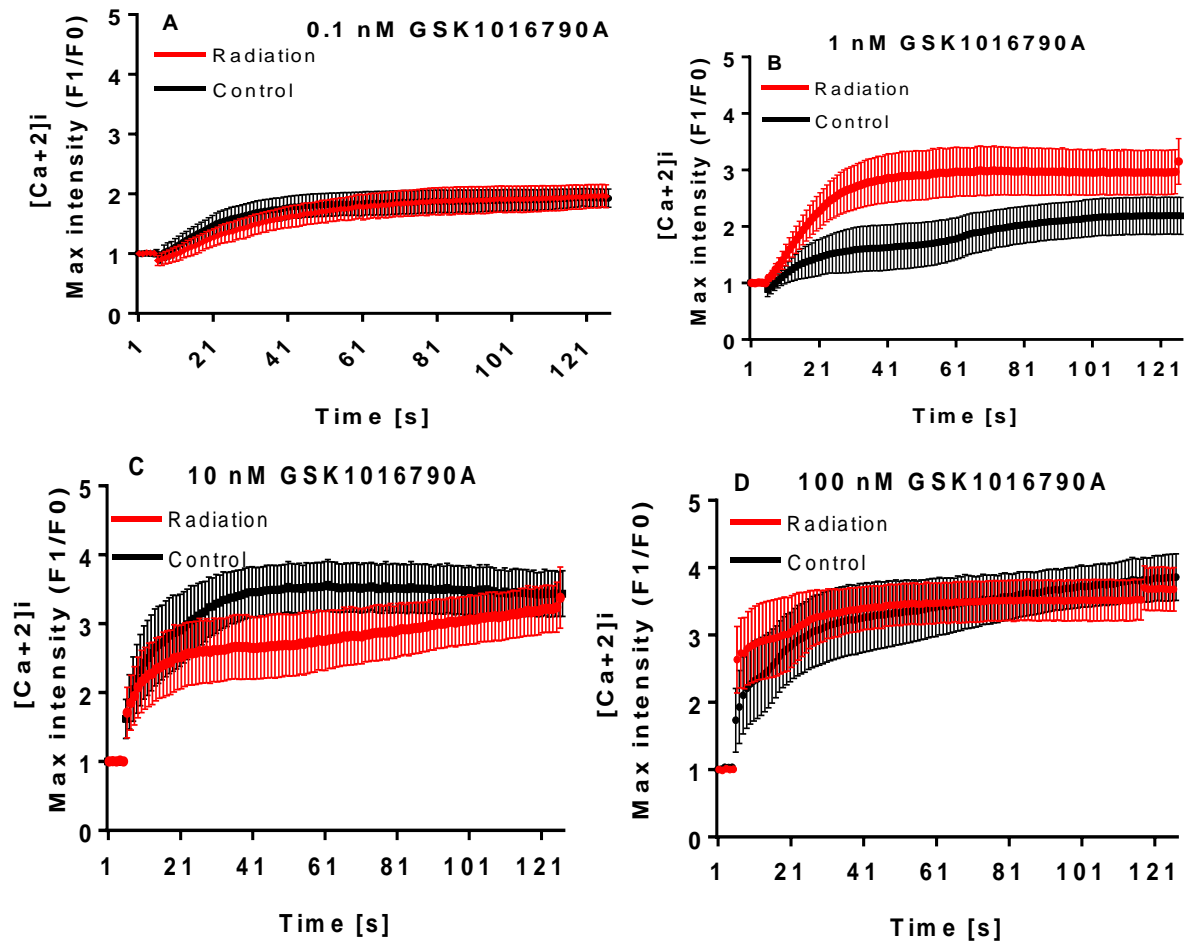 A
0.1 nM GSK1016790A
Radiation
Control
[Ca+2]i
Max intensity (F1/F0)
5
4
3
2
1
0
1 21 41 61 81 101 121
Time [s]
1 nM GSK1016790A
B
Radiation
Control
[Ca+2]i
Max intensity (F1/F0)
5
4
3
2
1
0
1 21 41 61 81 101 121
Time [s]
C
10 nM GSK1016790A
Radiation
Control
[Ca+2]i
Max intensity (F1/F0)
5
4
3
2
1
0
1 21 41 61 81 101 121
Time [s]
D
100 nM GSK1016790A
Radiation
Control
[Ca+2]i
Max intensity (F1/F0)
5
4
3
2
1
0
1 21 41 61 81 101 121
Time [s]